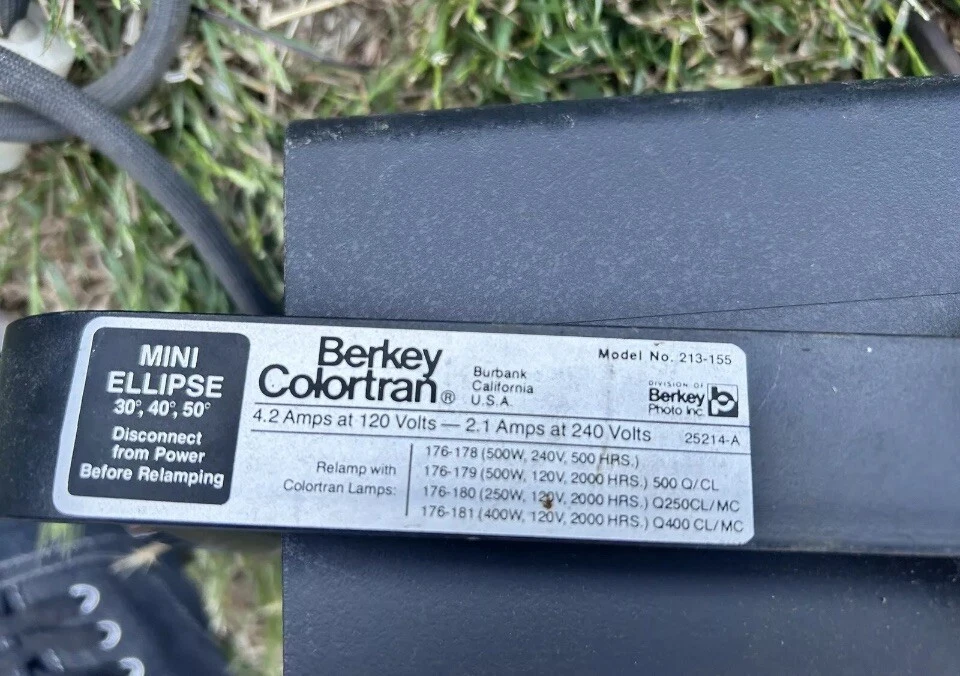 MINI
ELLIPSE
30°, 40°, 50°
Disconnect
from Power
Before Relamping
Berkey
Colortran®
Burbank
California
U.S.A.
Model No. 213-155
DIVISION OF
Berkey
Photo Inc.
4.2 Amps at 120 Volts — 2.1 Amps at 240 Volts
25214-A
Relamp with
Colortran Lamps:
176-178 (500W, 240V, 500 HRS.)
176-179 (500W, 120V, 2000 HRS.) 500 Q/CL
176-180 (250W, 120V, 2000 HRS.) Q250CL/MC
176-181 (400W, 120V, 2000 HRS.) Q400 CL/MC